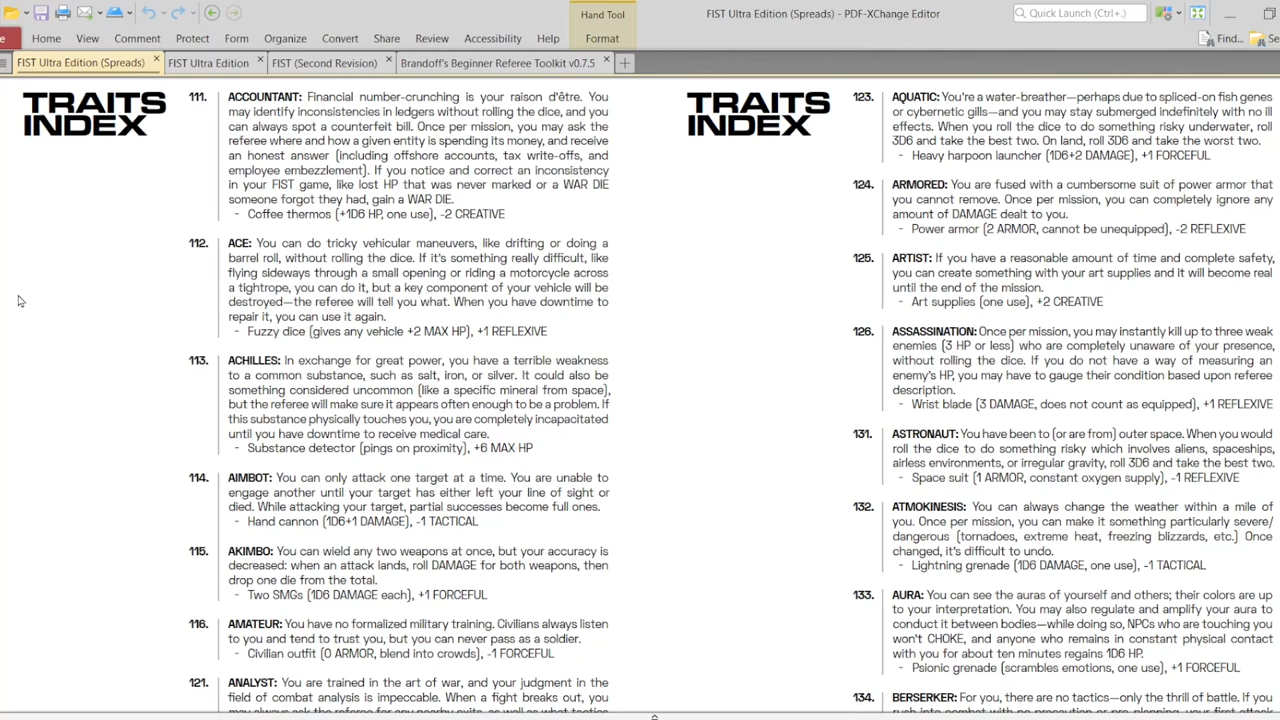 Hand Tool
FIST Ultra Edition (Spreads) - PDF-XChange Editor
Quick Launch (Ctrl+.)
Home View Comment Protect Form Organize Convert Share Review Accessibility Help Format
Find...
FIST Ultra Edition (Spreads) × FIST Ultra Edition × FIST (Second Revision) × Brandoff's Beginner Referee Toolkit v0.7.5 × +
TRAITS
INDEX
111. ACCOUNTANT: Financial number-crunching is your raison d'être. You
may identify inconsistencies in ledgers without rolling the dice, and you
can always spot a counterfeit bill. Once per mission, you may ask the
referee where and how a given entity is spending its money, and receive
an honest answer (including offshore accounts, tax write-offs, and
employee embezzlement). If you notice and correct an inconsistency
in your FIST game, like lost HP that was never marked or a WAR DIE
someone forgot they had, gain a WAR DIE.
- Coffee thermos (+1D6 HP, one use), -2 CREATIVE
112. ACE: You can do tricky vehicular maneuvers, like drifting or doing a
barrel roll, without rolling the dice. If it's something really difficult, like
flying sideways through a small opening or riding a motorcycle across
a tightrope, you can do it, but a key component of your vehicle will be
destroyed—the referee will tell you what. When you have downtime to
repair it, you can use it again.
- Fuzzy dice (gives any vehicle +2 MAX HP), +1 REFLEXIVE
113. ACHILLES: In exchange for great power, you have a terrible weakness
to a common substance, such as salt, iron, or silver. It could also be
something considered uncommon (like a specific mineral from space),
but the referee will make sure it appears often enough to be a problem. If
this substance physically touches you, you are completely incapacitated
until you have downtime to receive medical care.
- Substance detector (pings on proximity), +6 MAX HP
114. AIMBOT: You can only attack one target at a time. You are unable to
engage another until your target has either left your line of sight or
died. While attacking your target, partial successes become full ones.
- Hand cannon (1D6+1 DAMAGE), -1 TACTICAL
115. AKIMBO: You can wield any two weapons at once, but your accuracy is
decreased: when an attack lands, roll DAMAGE for both weapons, then
drop one die from the total.
- Two SMGs (1D6 DAMAGE each), +1 FORCEFUL
116. AMATEUR: You have no formalized military training. Civilians always listen
to you and tend to trust you, but you can never pass as a soldier.
- Civilian outfit (0 ARMOR, blend into crowds), -1 FORCEFUL
121. ANALYST: You are trained in the art of war, and your judgment in the
field of combat analysis is impeccable. When a fight breaks out, you
may always ask the referee for any nearby exits, as well as what tactics
TRAITS
INDEX
123. AQUATIC: You're a water-breather—perhaps due to spliced-on fish genes
or cybernetic gills—and you may stay submerged indefinitely with no ill
effects. When you roll the dice to do something risky underwater, roll
3D6 and take the best two. On land, roll 3D6 and take the worst two.
- Heavy harpoon launcher (1D6+2 DAMAGE), +1 FORCEFUL
124. ARMORED: You are fused with a cumbersome suit of power armor that
you cannot remove. Once per mission, you can completely ignore any
amount of DAMAGE dealt to you.
- Power armor (2 ARMOR, cannot be unequipped), -2 REFLEXIVE
125. ARTIST: If you have a reasonable amount of time and complete safety,
you can create something with your art supplies and it will become real
until the end of the mission.
- Art supplies (one use), +2 CREATIVE
126. ASSASSINATION: Once per mission, you may instantly kill up to three weak
enemies (3 HP or less) who are completely unaware of your presence,
without rolling the dice. If you do not have a way of measuring an
enemy's HP, you may have to gauge their condition based upon referee
description.
- Wrist blade (3 DAMAGE, does not count as equipped), +1 REFLEXIVE
131. ASTRONAUT: You have been to (or are from) outer space. When you would
roll the dice to do something risky which involves aliens, spaceships,
airless environments, or irregular gravity, roll 3D6 and take the best two.
- Space suit (1 ARMOR, constant oxygen supply), -1 REFLEXIVE
132. ATMOKINESIS: You can always change the weather within a mile of
you. Once per mission, you can make it something particularly severe/
dangerous (tornadoes, extreme heat, freezing blizzards, etc.) Once
changed, it's difficult to undo.
- Lightning grenade (1D6 DAMAGE, one use), -1 TACTICAL
133. AURA: You can see the auras of yourself and others; their colors are up
to your interpretation. You may also regulate and amplify your aura to
conduct it between bodies—while doing so, NPCs who are touching you
won't CHOKE, and anyone who remains in constant physical contact
with you for about ten minutes regains 1D6 HP.
- Psionic grenade (scrambles emotions, one use), +1 FORCEFUL
134. BERSERKER: For you, there are no tactics—only the thrill of battle. If you
rush into combat with no precaution or pre-planning, your first attack